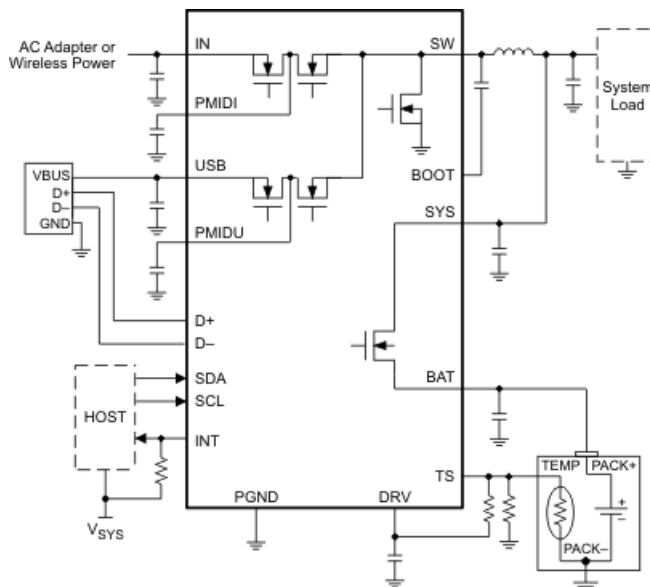 AC Adapter or
Wireless Power
IN
SW
System
Load
PMIDI
VBUS
D+
D−
GND
USB
BOOT
SYS
PMIDU
D+
D−
BAT
HOST
SDA
SCL
INT
TS
TEMP
PACK+
+
−
PACK−
PGND
DRV
VSYS